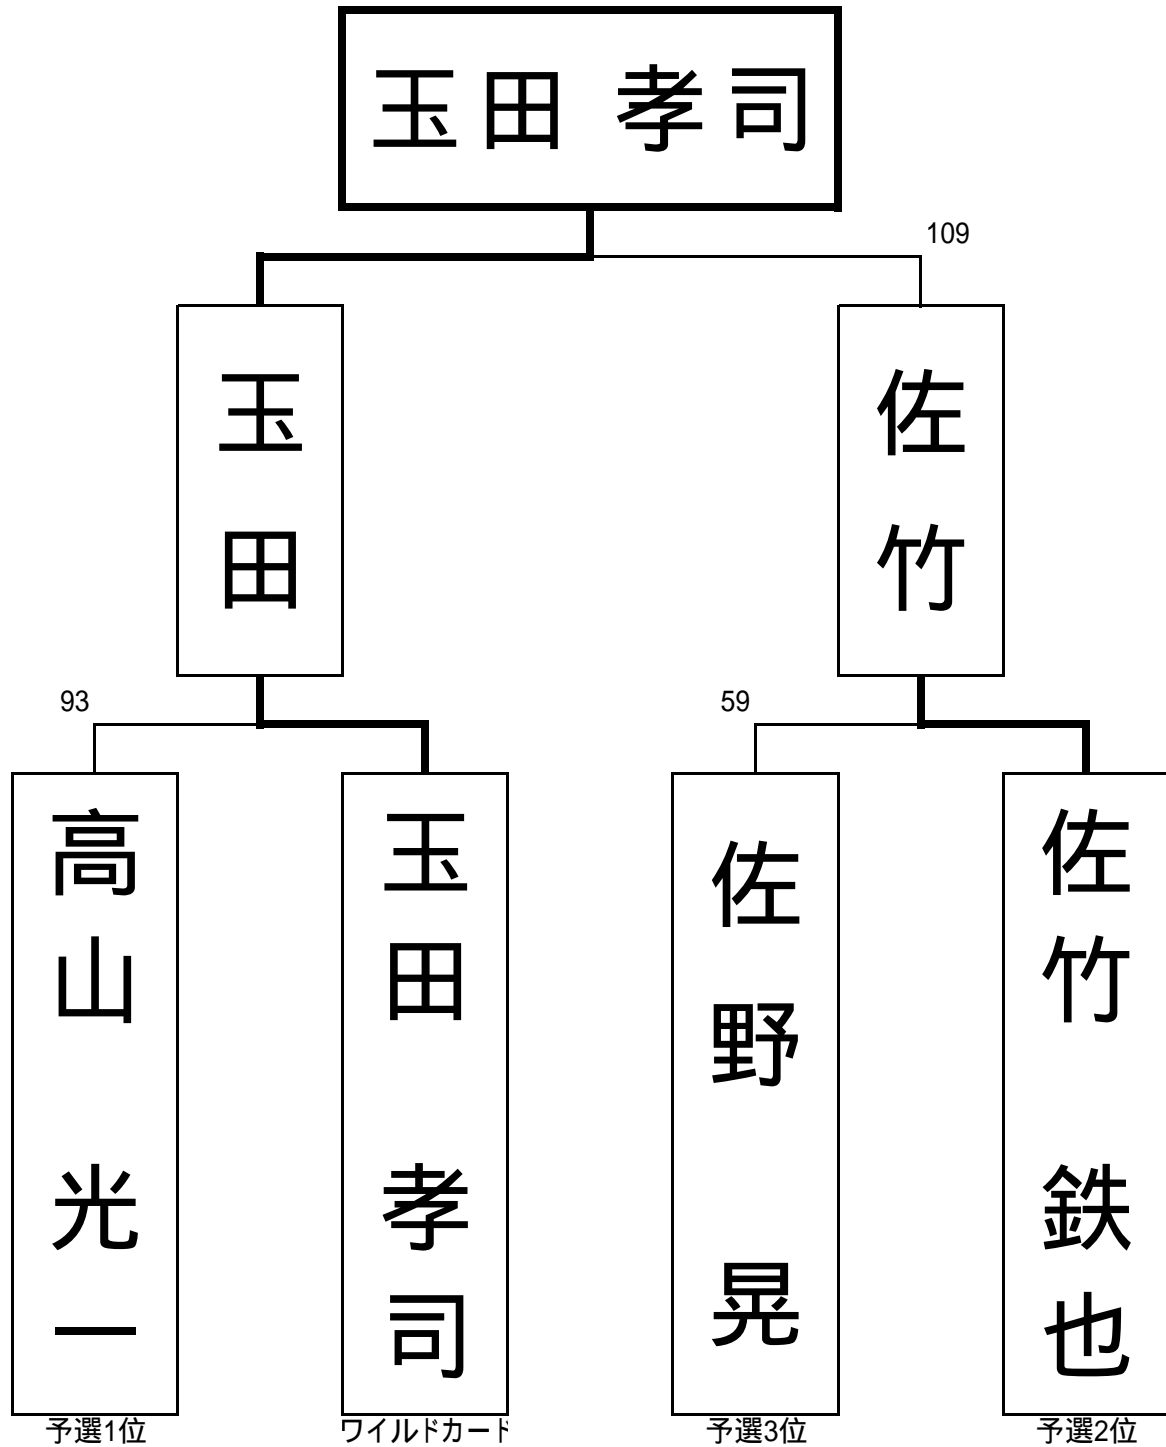 玉田 孝司
109
玉田
佐竹
93
59
高山 光一
玉田 孝司
佐野 晃
佐竹 鉄也
予選1位
ワイルドカード
予選3位
予選2位